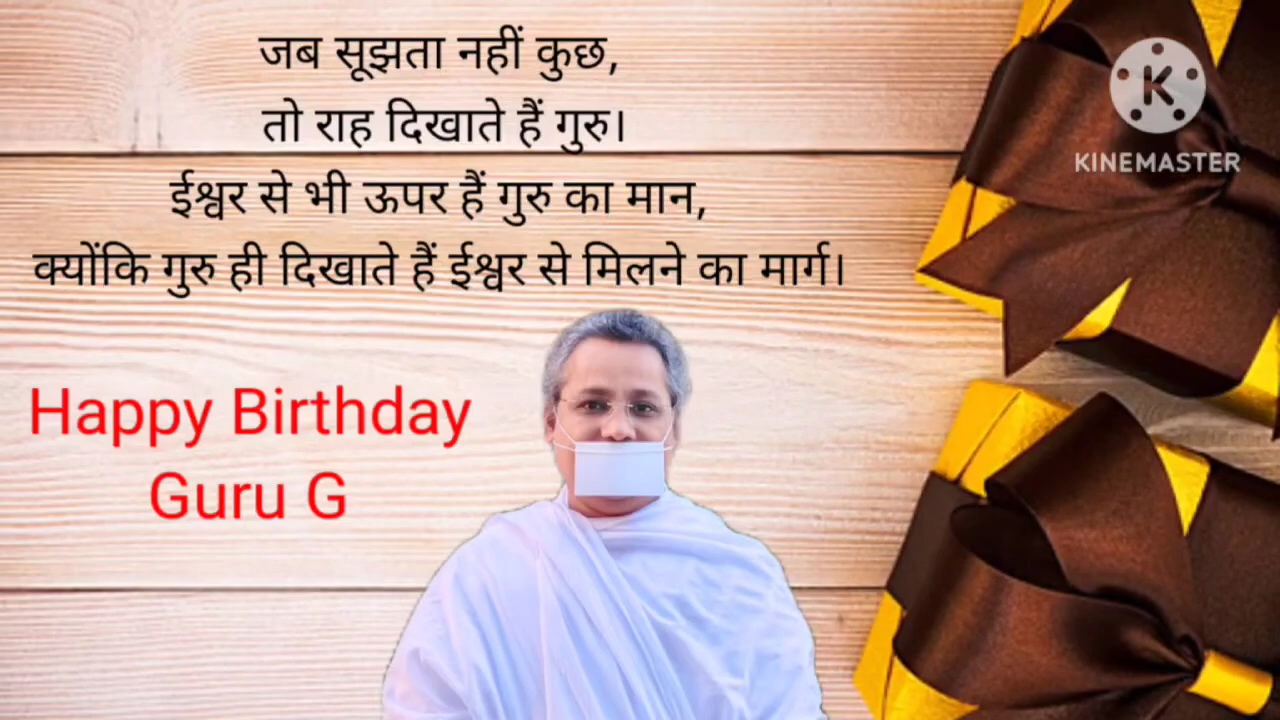 जब सूझता नहीं कुछ,
तो राह दिखाते हैं गुरु।
ईश्वर से भी ऊपर हैं गुरु का मान,
क्योंकि गुरु ही दिखाते हैं ईश्वर से मिलने का मार्ग।
Happy Birthday
Guru G
K
KINEMASTER